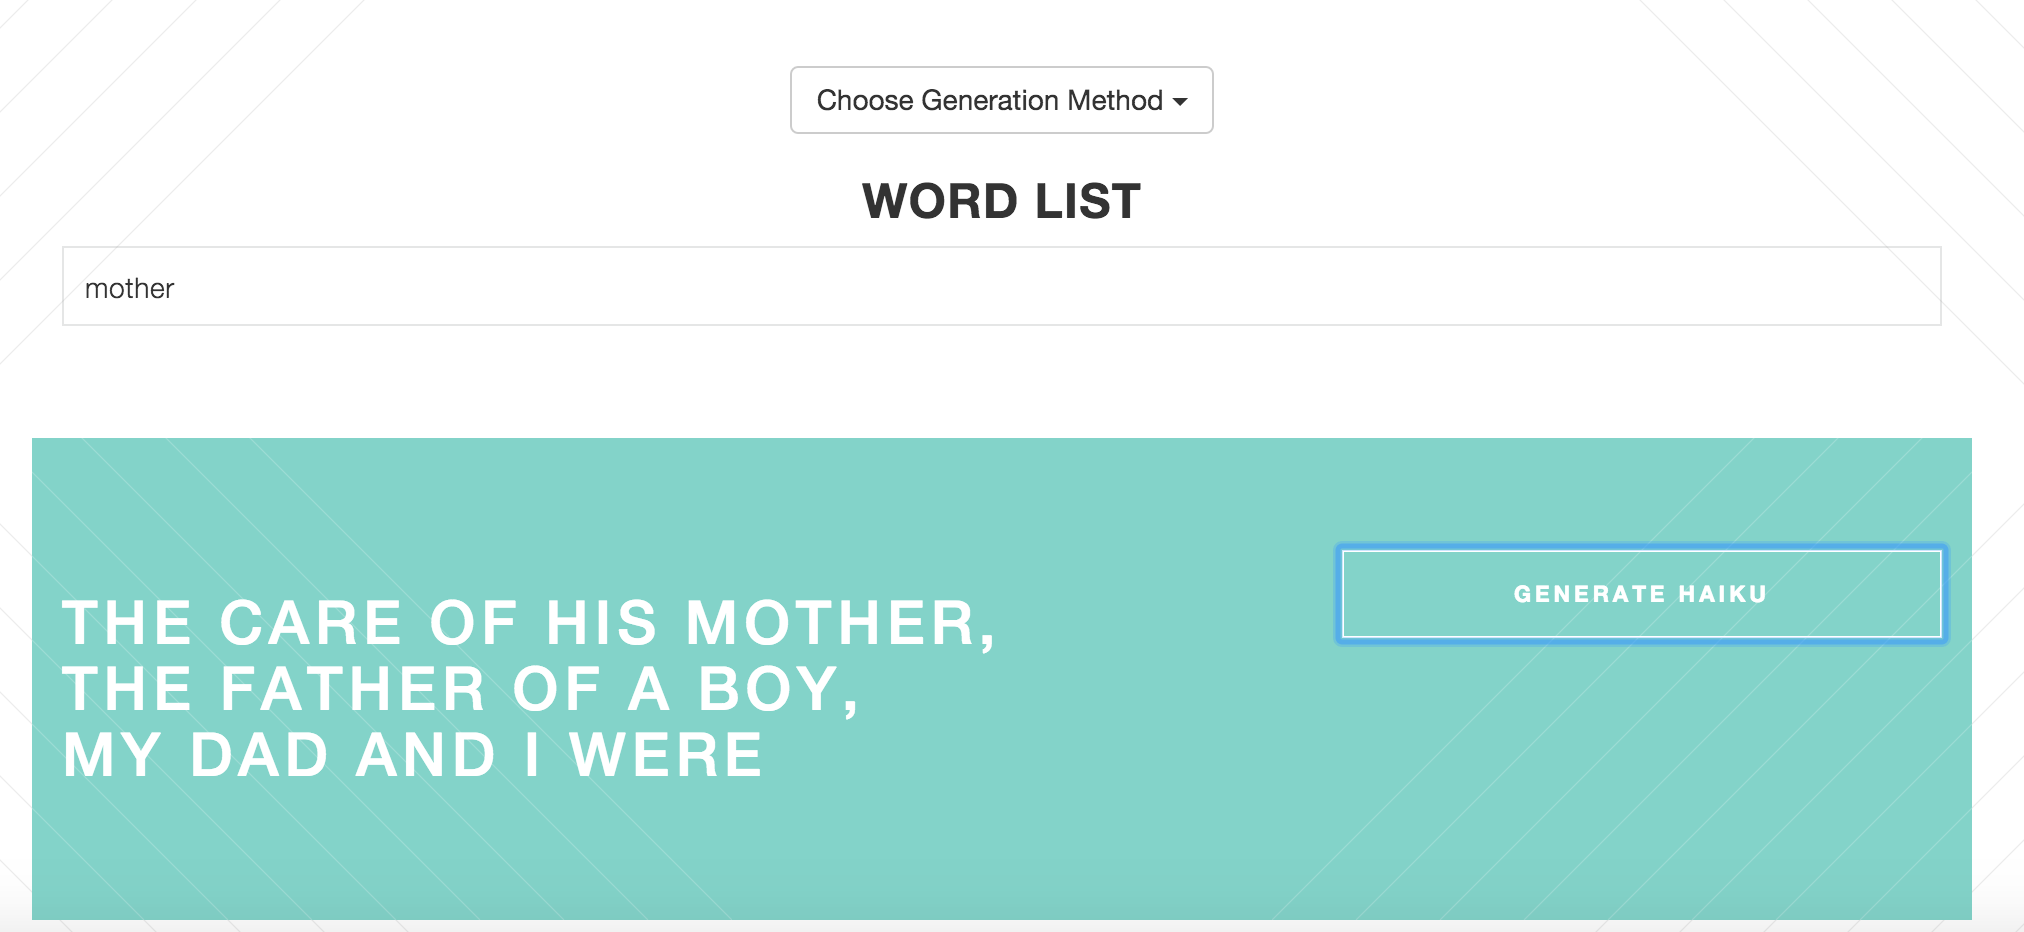 Choose Generation Method
WORD LIST
mother
GENERATE HAIKU
THE CARE OF HIS MOTHER,
THE FATHER OF A BOY,
MY DAD AND I WERE